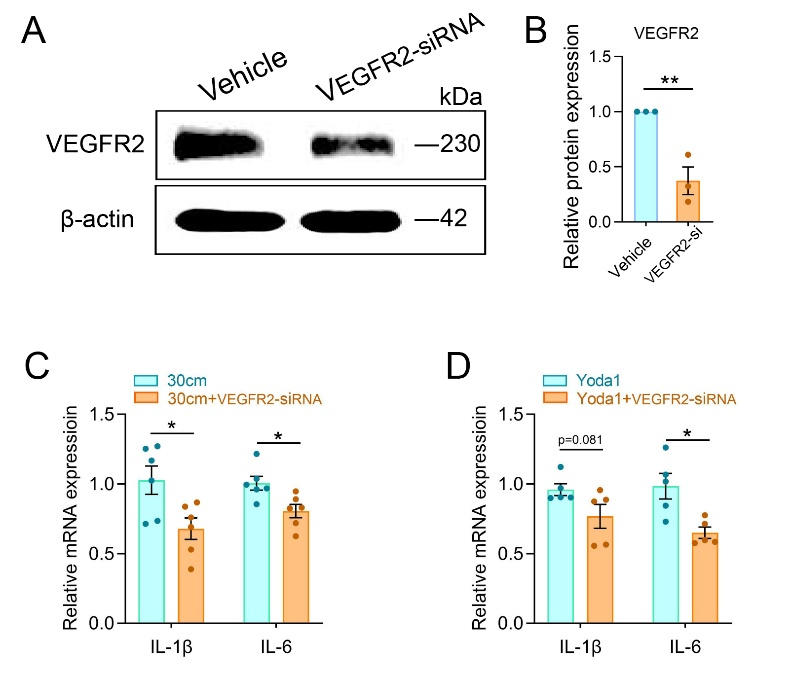 A
Vehicle
VEGFR2-siRNA
kDa
VEGFR2
—230
β-actin
—42
B
VEGFR2
Relative protein expression
1.5
**
1.0
0.5
0.0
Vehicle
VEGFR2-si
C
30cm
30cm+VEGFR2-siRNA
Relative mRNA expressioin
1.5
*
*
1.0
0.5
0.0
IL-1β
IL-6
D
Yoda1
Yoda1+VEGFR2-siRNA
Relative mRNA expression
1.5
p=0.081
*
1.0
0.5
0.0
IL-1β
IL-6